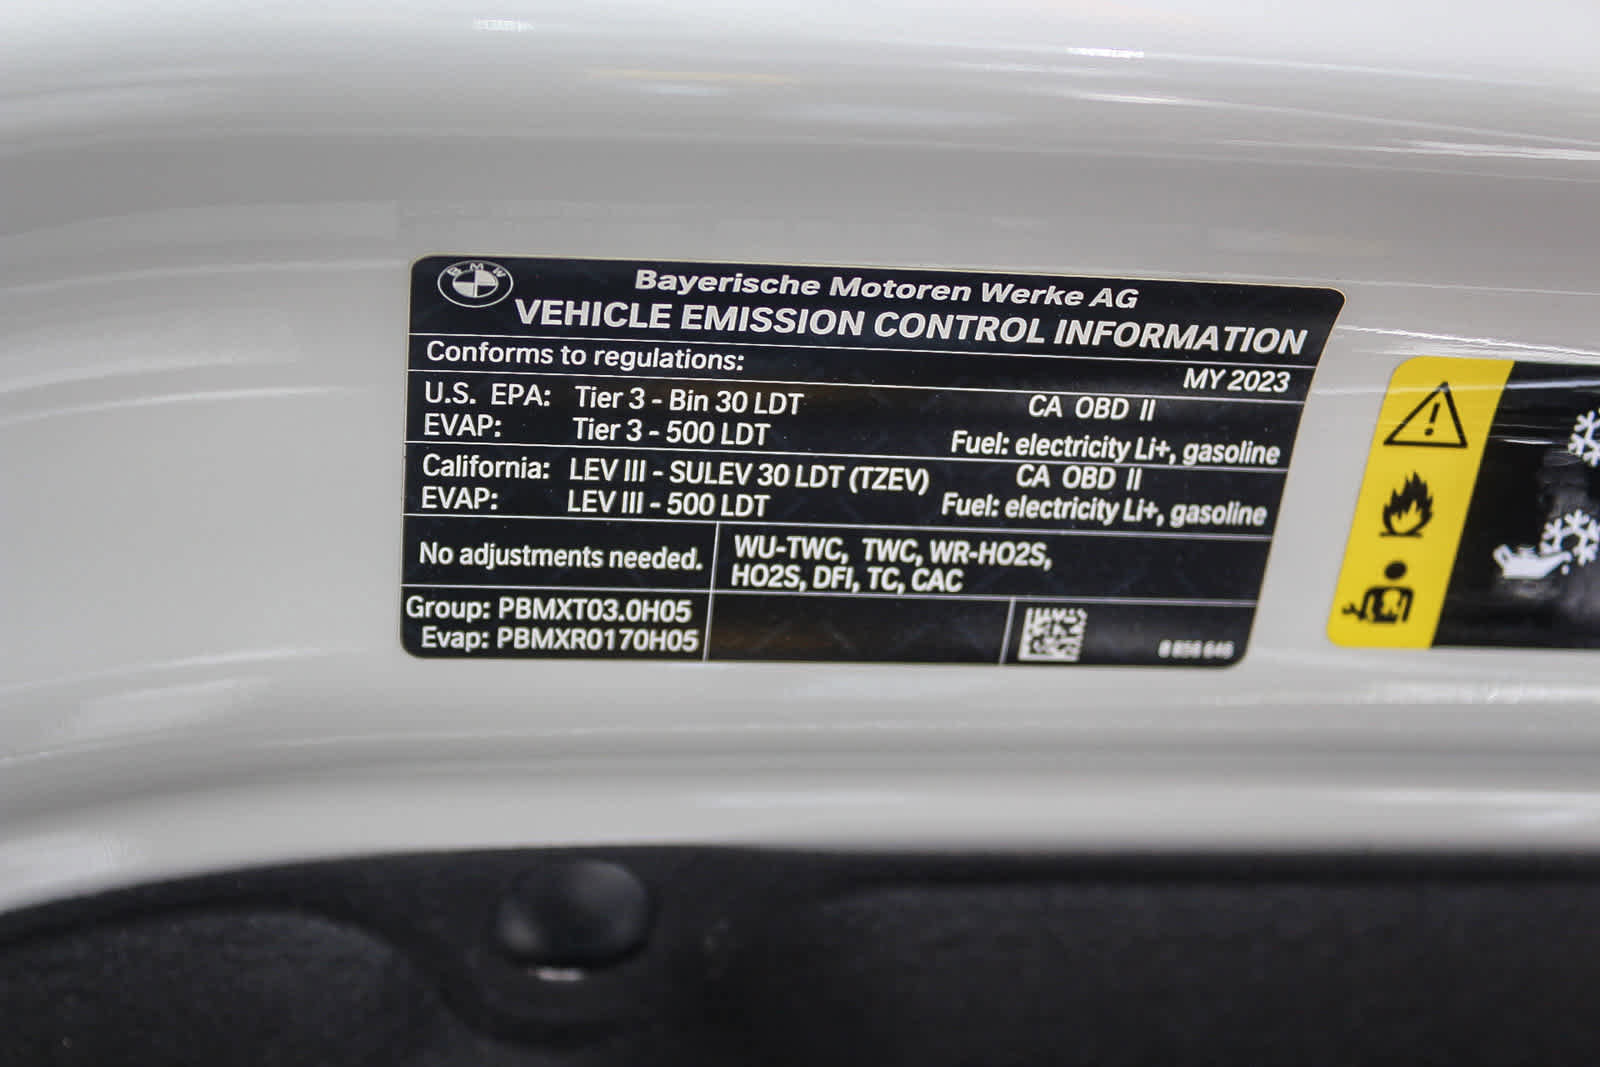 BMW
Bayerische Motoren Werke AG
VEHICLE EMISSION CONTROL INFORMATION
Conforms to regulations:
MY 2023
U.S. EPA: Tier 3 - Bin 30 LDT CA OBD II
EVAP: Tier 3 - 500 LDT Fuel: electricity Li+, gasoline
California: LEV III - SULEV 30 LDT (TZEV) CA OBD II
EVAP: LEV III - 500 LDT Fuel: electricity Li+, gasoline
No adjustments needed.
WU-TWC, TWC, WR-HO2S,
HO2S, DFI, TC, CAC
Group: PBMXT03.0H05
Evap: PBMXR0170H05